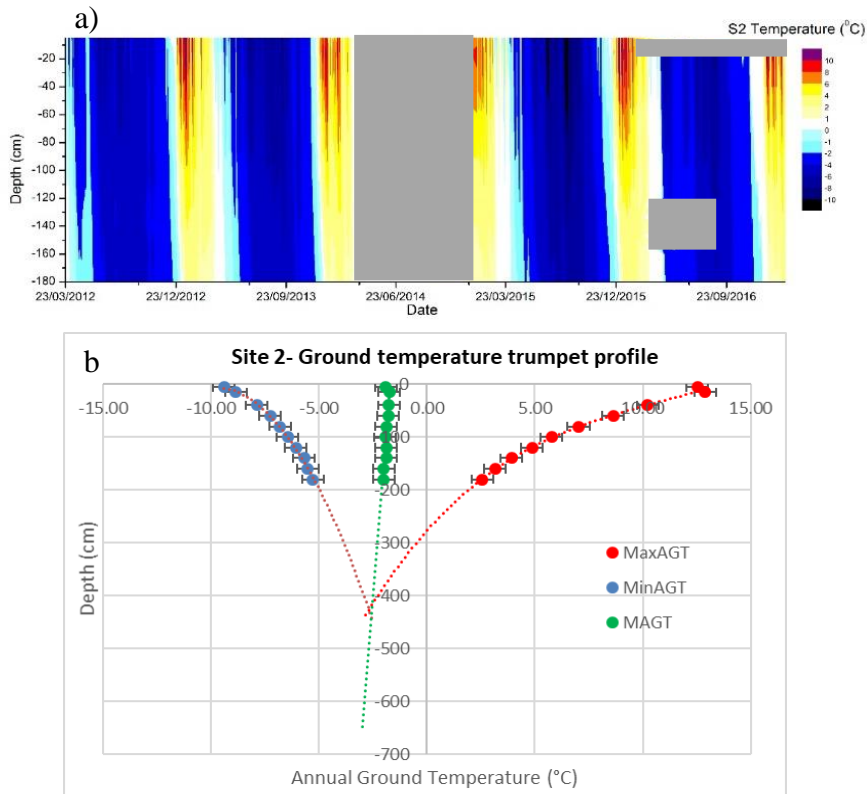 a)
S2 Temperature (⁰C)
-20
-40
-60
-80
-100
-120
-140
-160
-180
Depth (cm)
23/03/2012 23/12/2012 23/09/2013 23/06/2014 23/03/2015 23/12/2015 23/09/2016
Date
10
8
6
4
2
1
0
-1
-2
-4
-6
-8
-10
b
Site 2- Ground temperature trumpet profile
-15.00 -10.00 -5.00 0.00 5.00 10.00 15.00
0
-100
-200
-300
-400
-500
-600
-700
Depth (cm)
MaxAGT
MinAGT
MAGT
Annual Ground Temperature (°C)